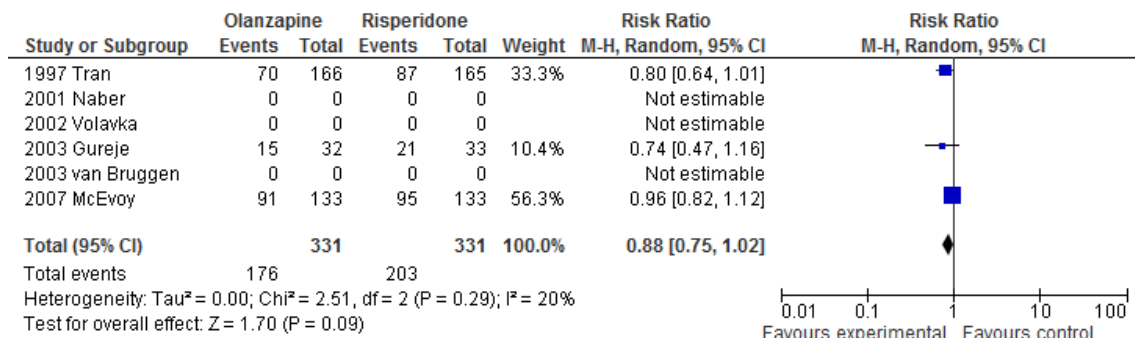 Olanzapine Risperidone Risk Ratio Risk Ratio
Study or Subgroup Events Total Events Total Weight M-H, Random, 95% CI M-H, Random, 95% CI
1997 Tran 70 166 87 165 33.3% 0.80 [0.64, 1.01]
2001 Naber 0 0 0 0 Not estimable
2002 Volavka 0 0 0 0 Not estimable
2003 Gureje 15 32 21 33 10.4% 0.74 [0.47, 1.16]
2003 van Bruggen 0 0 0 0 Not estimable
2007 McEvoy 91 133 95 133 56.3% 0.96 [0.82, 1.12]
Total (95% CI) 331 331 100.0% 0.88 [0.75, 1.02]
Total events 176 203
Heterogeneity: Tau² = 0.00; Chi² = 2.51, df = 2 (P = 0.29); I² = 20%
Test for overall effect: Z = 1.70 (P = 0.09)
0.01 0.1 1 10 100
Favours experimental Favours control